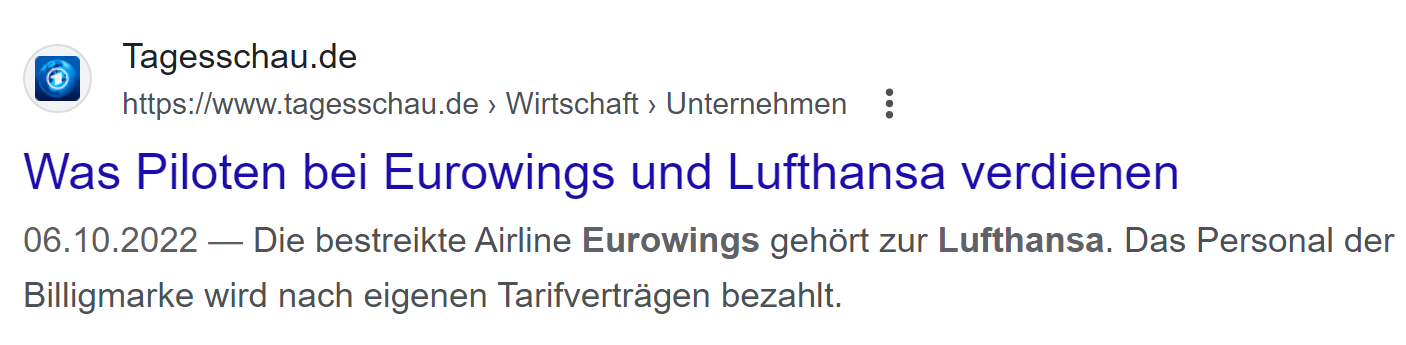 Tagesschau.de
https://www.tagesschau.de › Wirtschaft › Unternehmen
Was Piloten bei Eurowings und Lufthansa verdienen
06.10.2022 — Die bestreikte Airline Eurowings gehört zur Lufthansa. Das Personal der
Billigmarke wird nach eigenen Tarifverträgen bezahlt.